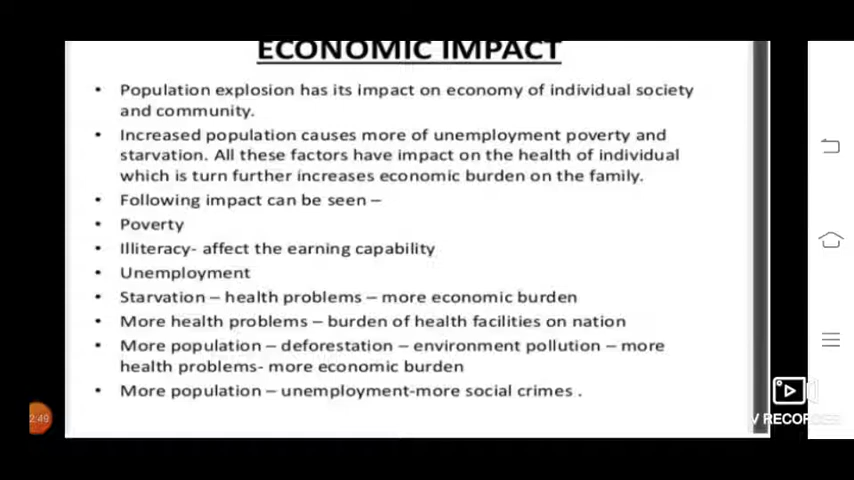 ECONOMIC IMPACT
• Population explosion has its impact on economy of individual society
and community.
• Increased population causes more of unemployment poverty and
starvation. All these factors have impact on the health of individual
which is turn further increases economic burden on the family.
• Following impact can be seen –
• Poverty
• Illiteracy- affect the earning capability
• Unemployment
• Starvation – health problems – more economic burden
• More health problems – burden of health facilities on nation
• More population – deforestation – environment pollution – more
health problems- more economic burden
• More population – unemployment-more social crimes .
2:49
V RECORDER